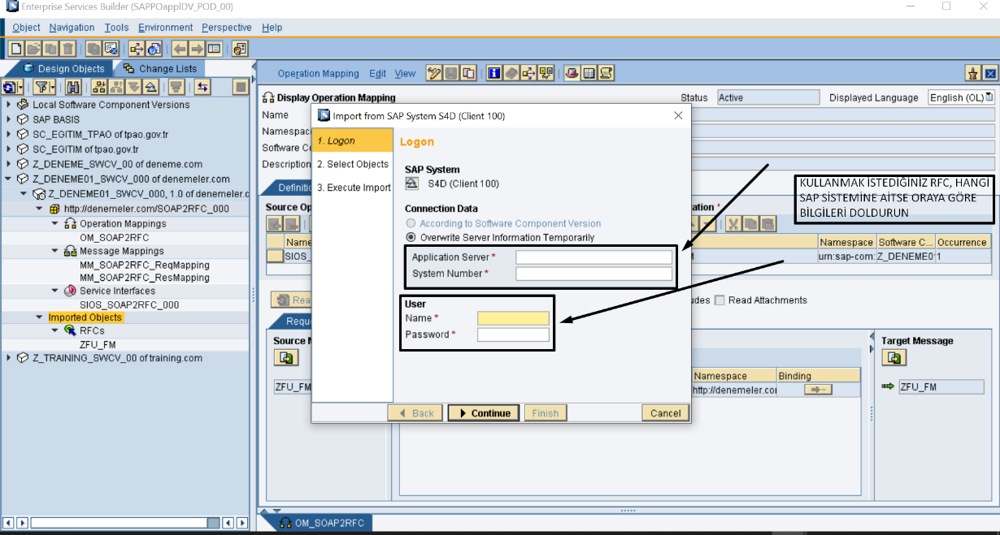 Enterprise Services Builder (SAPPOapplDV_POD_00)
Object Navigation Tools Environment Perspective Help
Design Objects Change Lists
Local Software Component Versions
SAP BASIS
SC_EGITIM_TPAO of tpao.gov.tr
SC_EGITIM of tpao.gov.tr
Z_DENEME_SWCV_00 of deneme.com
Z_DENEME01_SWCV_000 of denemeler.com
Z_DENEME01_SWCV_000, 1.0 of denemeler.c
http://denemeler.com/SOAP2RFC_000
Operation Mappings
OM_SOAP2RFC
Message Mappings
MM_SOAP2RFC_ReqMapping
MM_SOAP2RFC_ResMapping
Service Interfaces
SIOS_SOAP2RFC_000
Imported Objects
RFCs
ZFU_FM
Z_TRAINING_SWCV_00 of training.com
Operation Mapping Edit View
Display Operation Mapping
Status Active Displayed Language English (OL)
Name
Namespac
Software Co
Description
Definitio
Source Op
Name
SIOS_
Rea
Reque
Source M
ZFU_FM
Import from SAP System S4D (Client 100)
1. Logon
2. Select Objects
3. Execute Import
Logon
SAP System
S4D (Client 100)
Connection Data
According to Software Component Version
Overwrite Server Information Temporarily
Application Server *
System Number *
User
Name *
Password *
Back Continue Finish Cancel
KULLANMAK İSTEDİĞİNİZ RFC, HANGİ
SAP SİSTEMİNE AİTSE ORAYA GÖRE
BİLGİLERİ DOLDURUN
ation *
Namespace Software C... Occurrence
M urn:sap-com: Z_DENEME0 1
udes Read Attachments
Namespace Binding
http://denemeler.com
Target Message
ZFU_FM
OM_SOAP2RFC